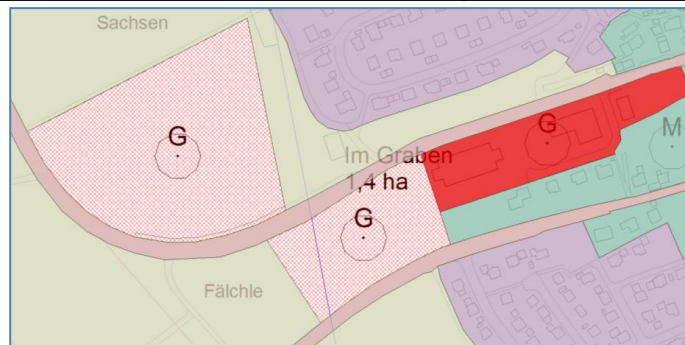 Sachsen
G
G
M
Im Graben
1,4 ha
G
Fälchle